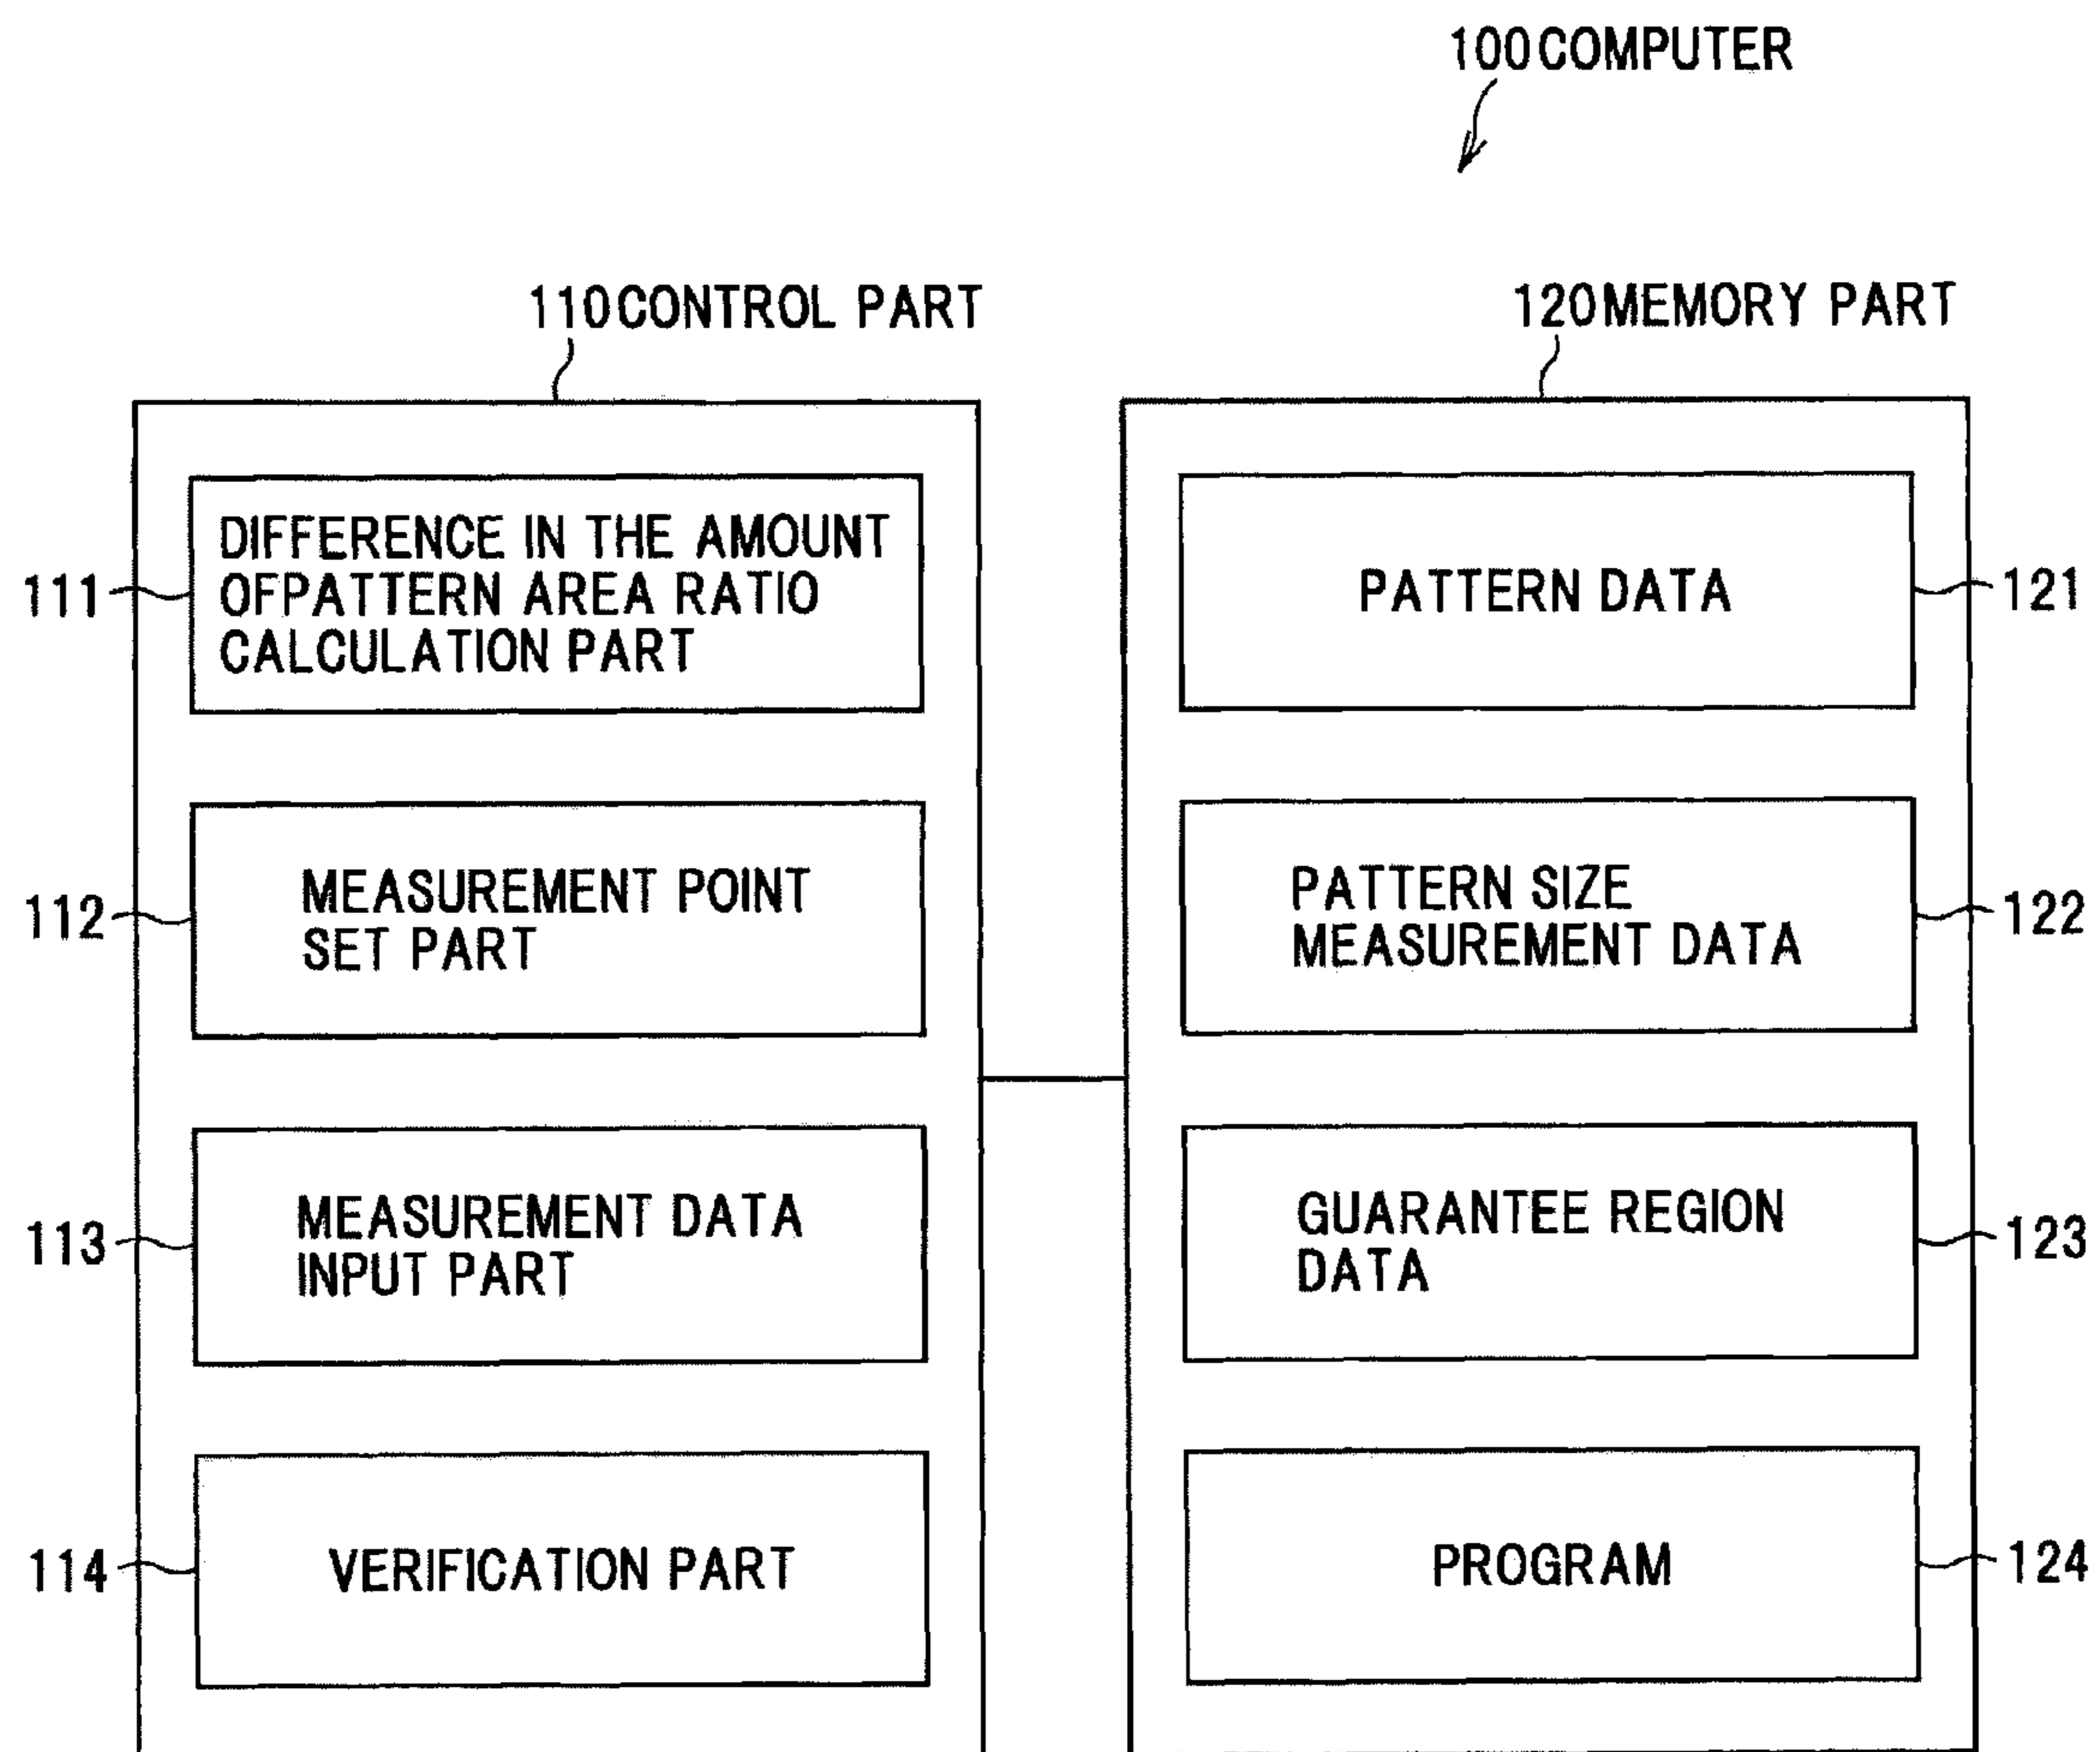 100 COMPUTER
110 CONTROL PART
120 MEMORY PART
DIFFERENCE IN THE AMOUNT
OFPATTERN AREA RATIO
CALCULATION PART
111
PATTERN DATA
121
MEASUREMENT POINT
SET PART
112
PATTERN SIZE
MEASUREMENT DATA
122
MEASUREMENT DATA
INPUT PART
113
GUARANTEE REGION
DATA
123
VERIFICATION PART
114
PROGRAM
124